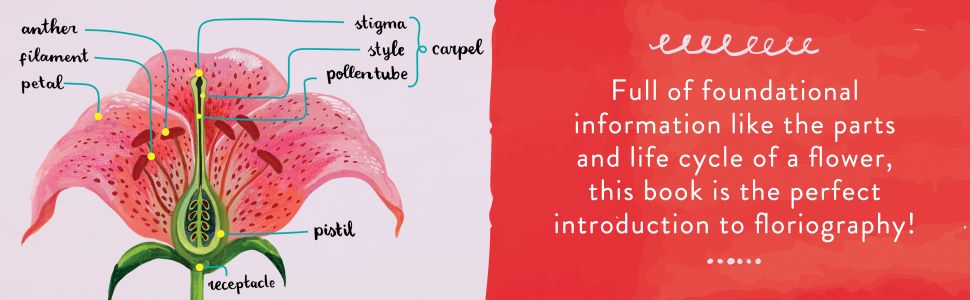 anther
filament
petal
stigma
style
pollen tube
carpel
pistil
receptacle
Full of foundational
information like the parts
and life cycle of a flower,
this book is the perfect
introduction to floriography!